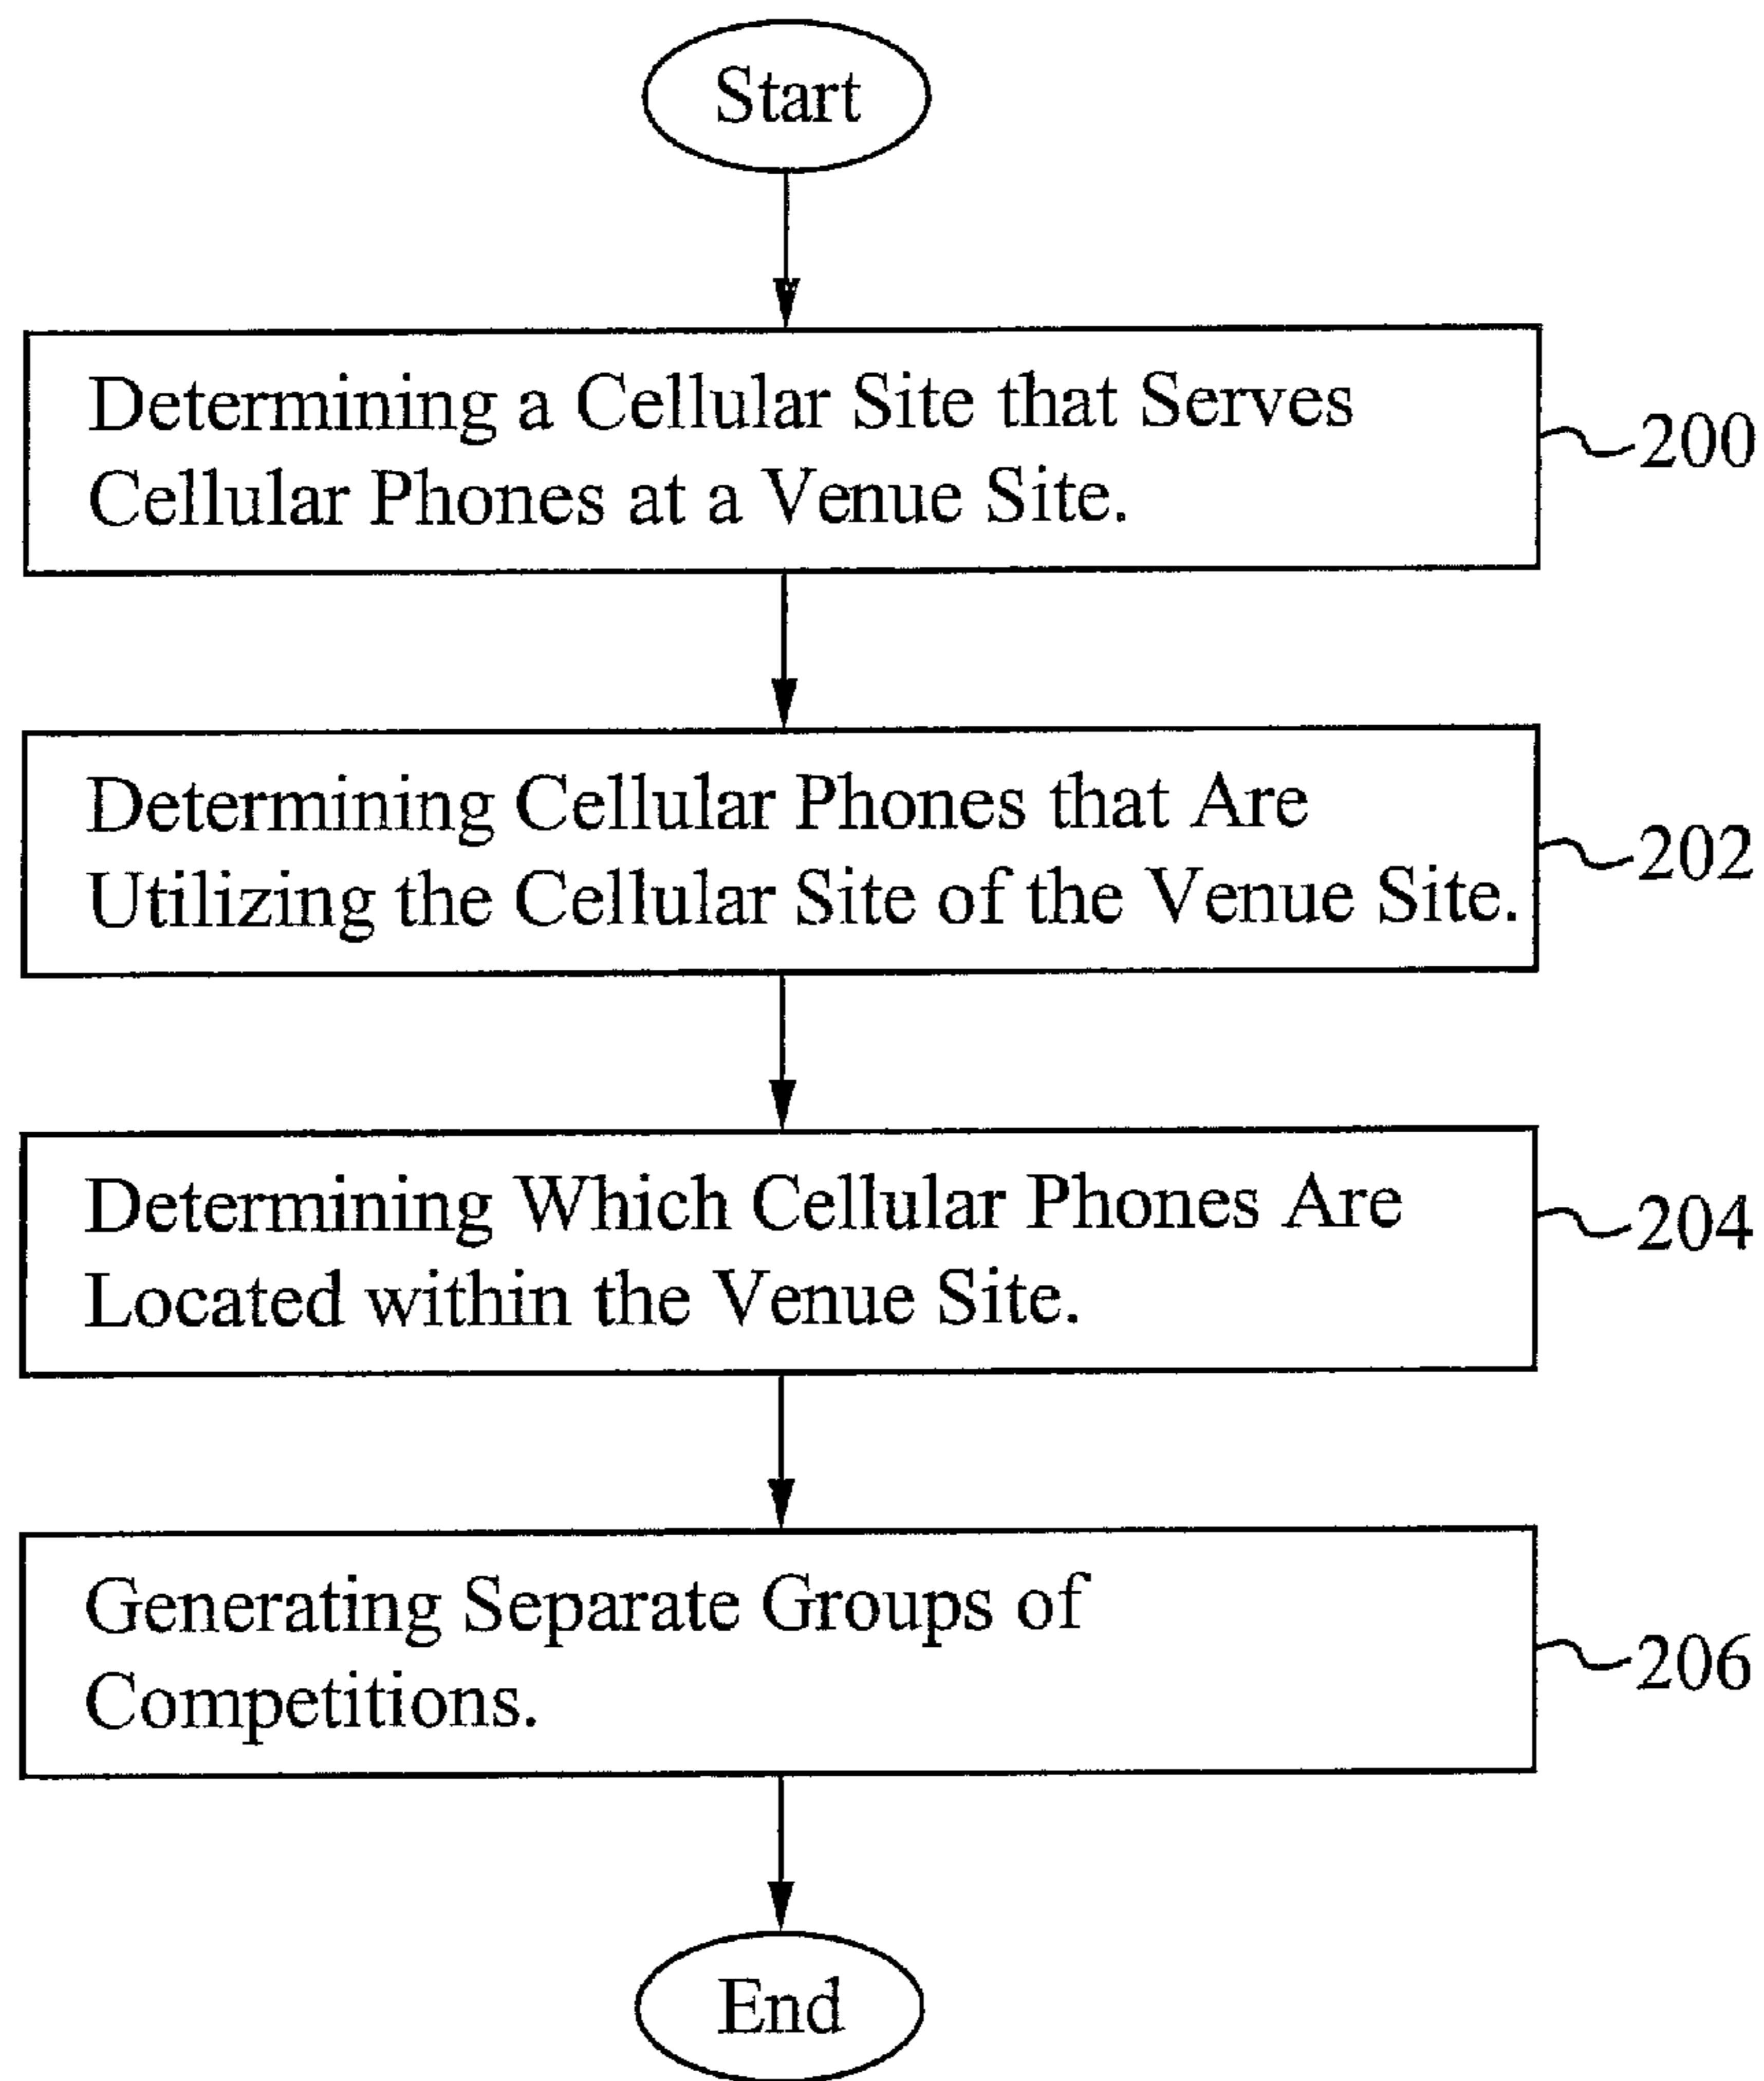 Start
Determining a Cellular Site that Serves
Cellular Phones at a Venue Site.
200
Determining Cellular Phones that Are
Utilizing the Cellular Site of the Venue Site.
202
Determining Which Cellular Phones Are
Located within the Venue Site.
204
Generating Separate Groups of
Competitions.
206
End